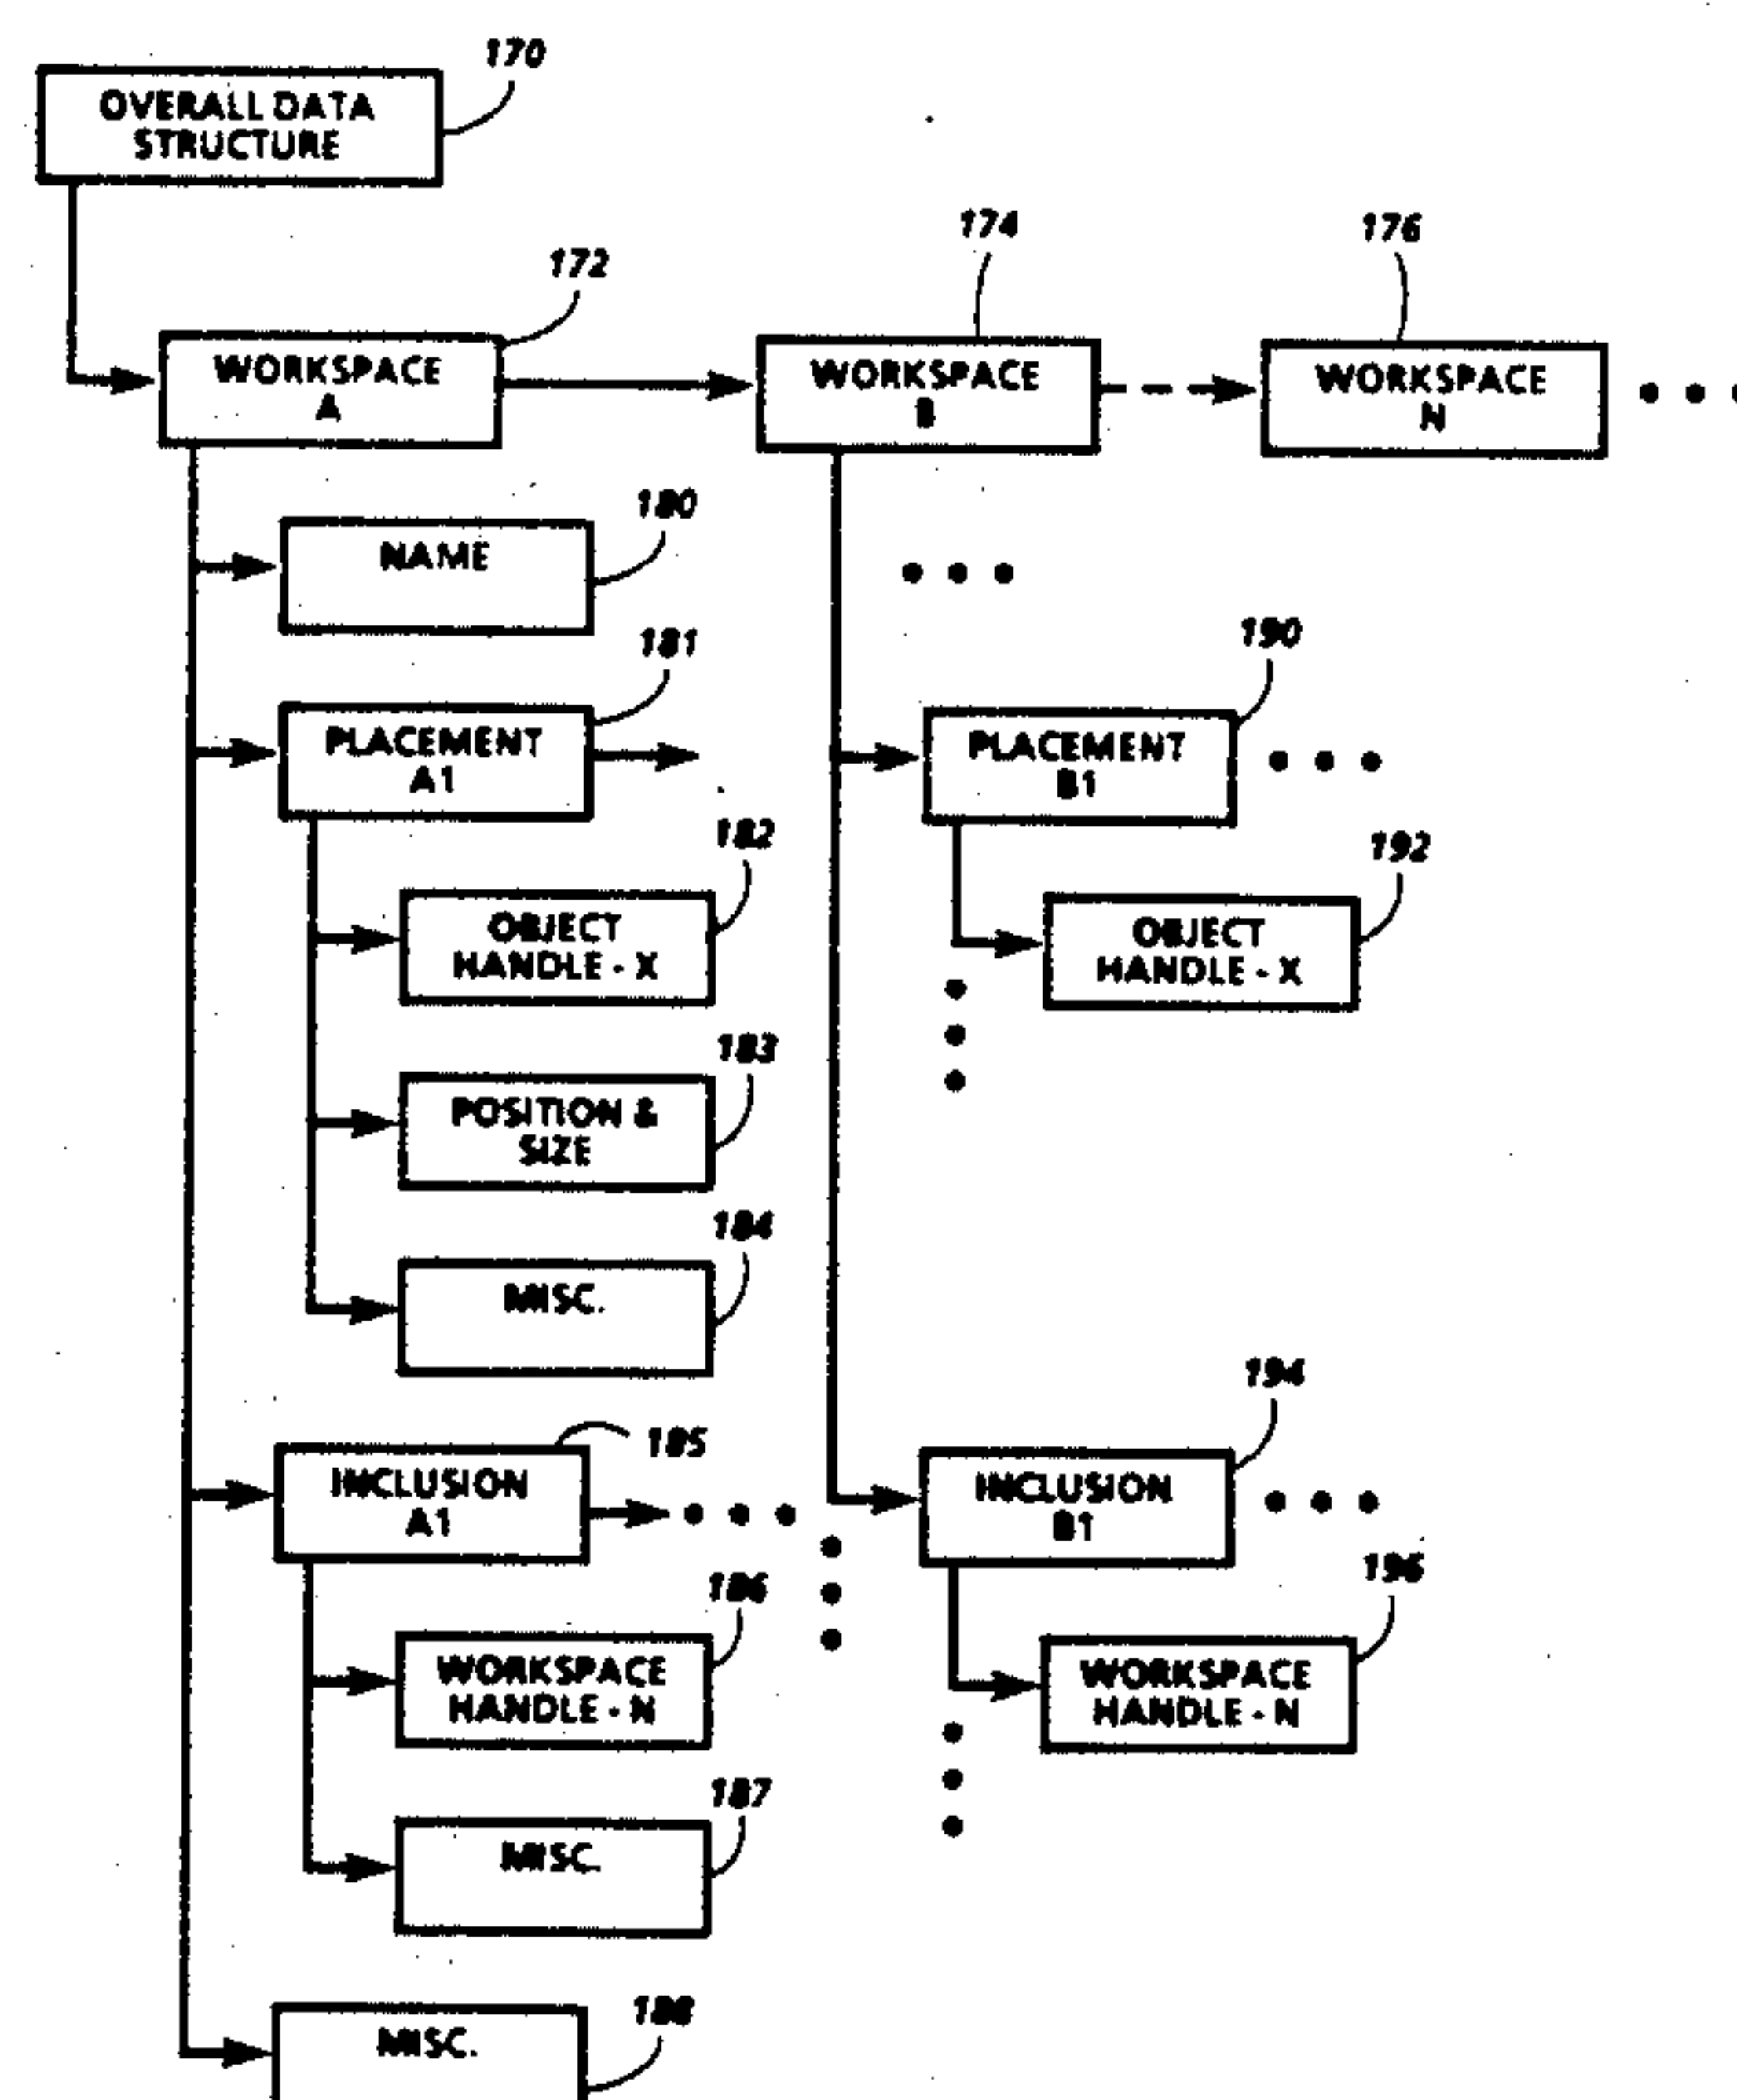 170
OVERALL DATA
STRUCTURE
172
174
176
WORKSPACE
A
WORKSPACE
B
WORKSPACE
N
180
NAME
181
PLACEMENT
A1
190
PLACEMENT
B1
182
OBJECT
HANDLE - X
192
OBJECT
HANDLE - X
183
POSITION &
SIZE
184
MISC.
185
INCLUSION
A1
194
INCLUSION
B1
186
WORKSPACE
HANDLE - N
196
WORKSPACE
HANDLE - N
187
MISC.
188
MISC.